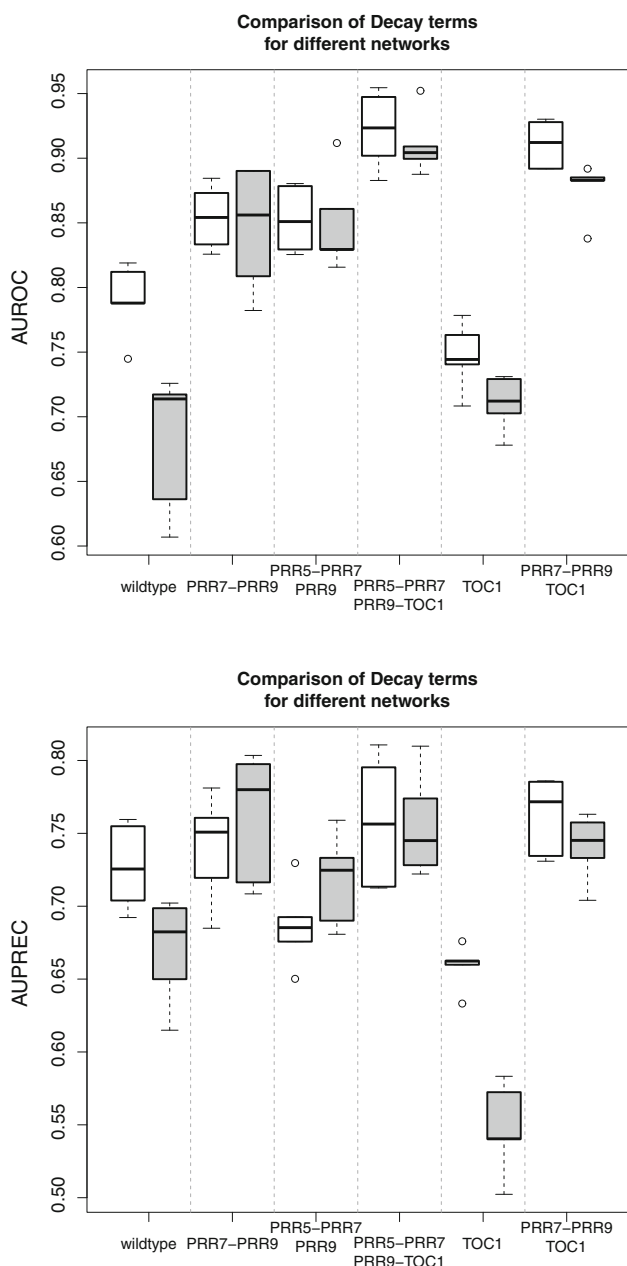 Comparison of Decay terms
for different networks
AUROC
0.95
0.90
0.85
0.80
0.75
0.70
0.65
0.60
wildtype
PRR7−PRR9
PRR5−PRR7
PRR9
PRR5−PRR7
PRR9−TOC1
TOC1
PRR7−PRR9
TOC1
Comparison of Decay terms
for different networks
AUPREC
0.80
0.75
0.70
0.65
0.60
0.55
0.50
wildtype
PRR7−PRR9
PRR5−PRR7
PRR9
PRR5−PRR7
PRR9−TOC1
TOC1
PRR7−PRR9
TOC1